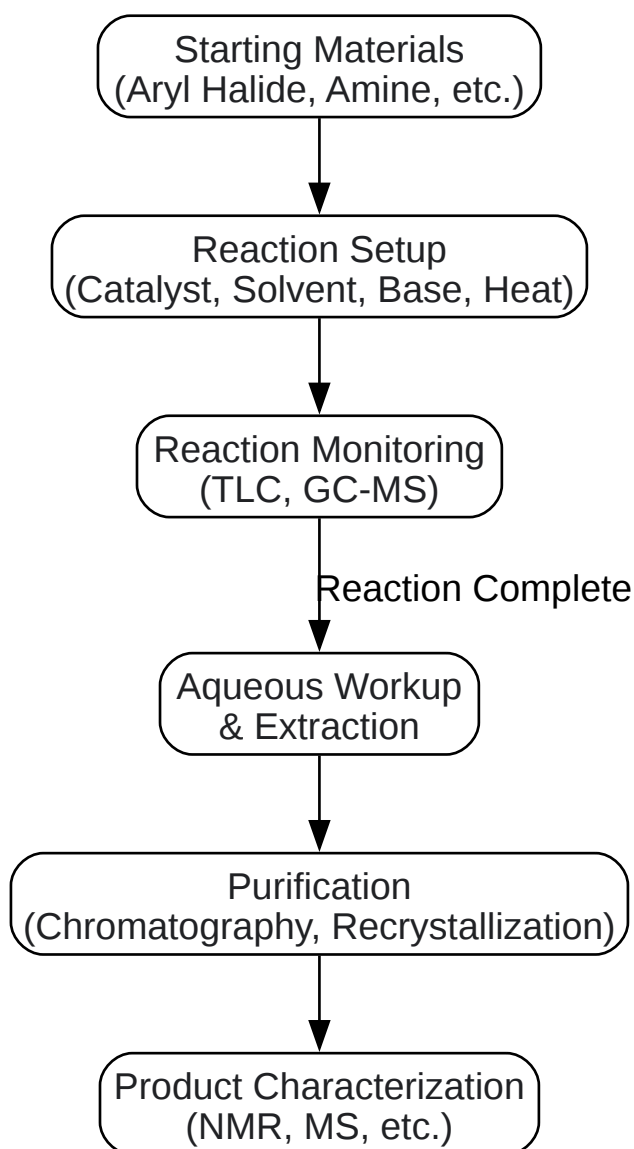 Starting Materials
(Aryl Halide, Amine, etc.)
Reaction Setup
(Catalyst, Solvent, Base, Heat)
Reaction Monitoring
(TLC, GC-MS)
Reaction Complete
Aqueous Workup
& Extraction
Purification
(Chromatography, Recrystallization)
Product Characterization
(NMR, MS, etc.)